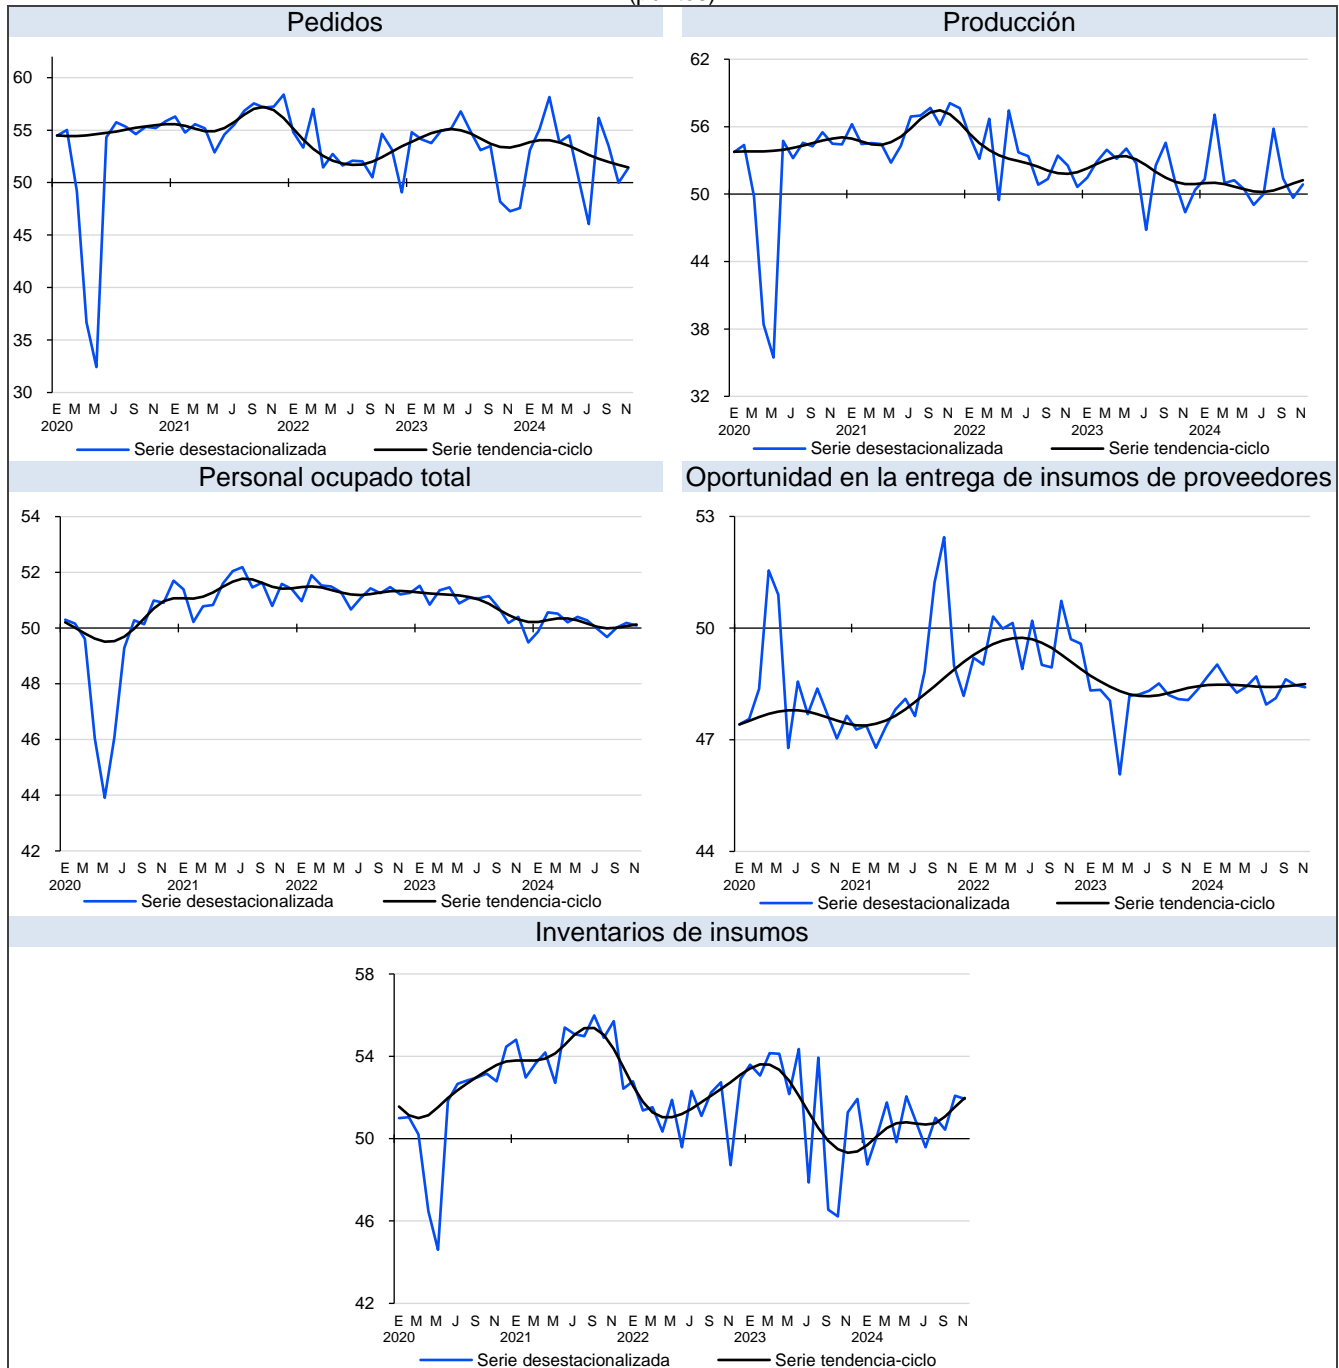 (puntos)
Pedidos
60
55
50
45
40
35
30
E M M J S N E M M J S N E M M J S N E M M J S N E M M J S N
2020 2021 2022 2023 2024
Serie desestacionalizada Serie tendencia-ciclo
Producción
62
56
50
44
38
32
E M M J S N E M M J S N E M M J S N E M M J S N E M M J S N
2020 2021 2022 2023 2024
Serie desestacionalizada Serie tendencia-ciclo
Personal ocupado total
54
52
50
48
46
44
42
E M M J S N E M M J S N E M M J S N E M M J S N E M M J S N
2020 2021 2022 2023 2024
Serie desestacionalizada Serie tendencia-ciclo
Oportunidad en la entrega de insumos de proveedores
53
50
47
44
E M M J S N E M M J S N E M M J S N E M M J S N E M M J S N
2020 2021 2022 2023 2024
Serie desestacionalizada Serie tendencia-ciclo
Inventarios de insumos
58
54
50
46
42
E M M J S N E M M J S N E M M J S N E M M J S N E M M J S N
2020 2021 2022 2023 2024
Serie desestacionalizada Serie tendencia-ciclo